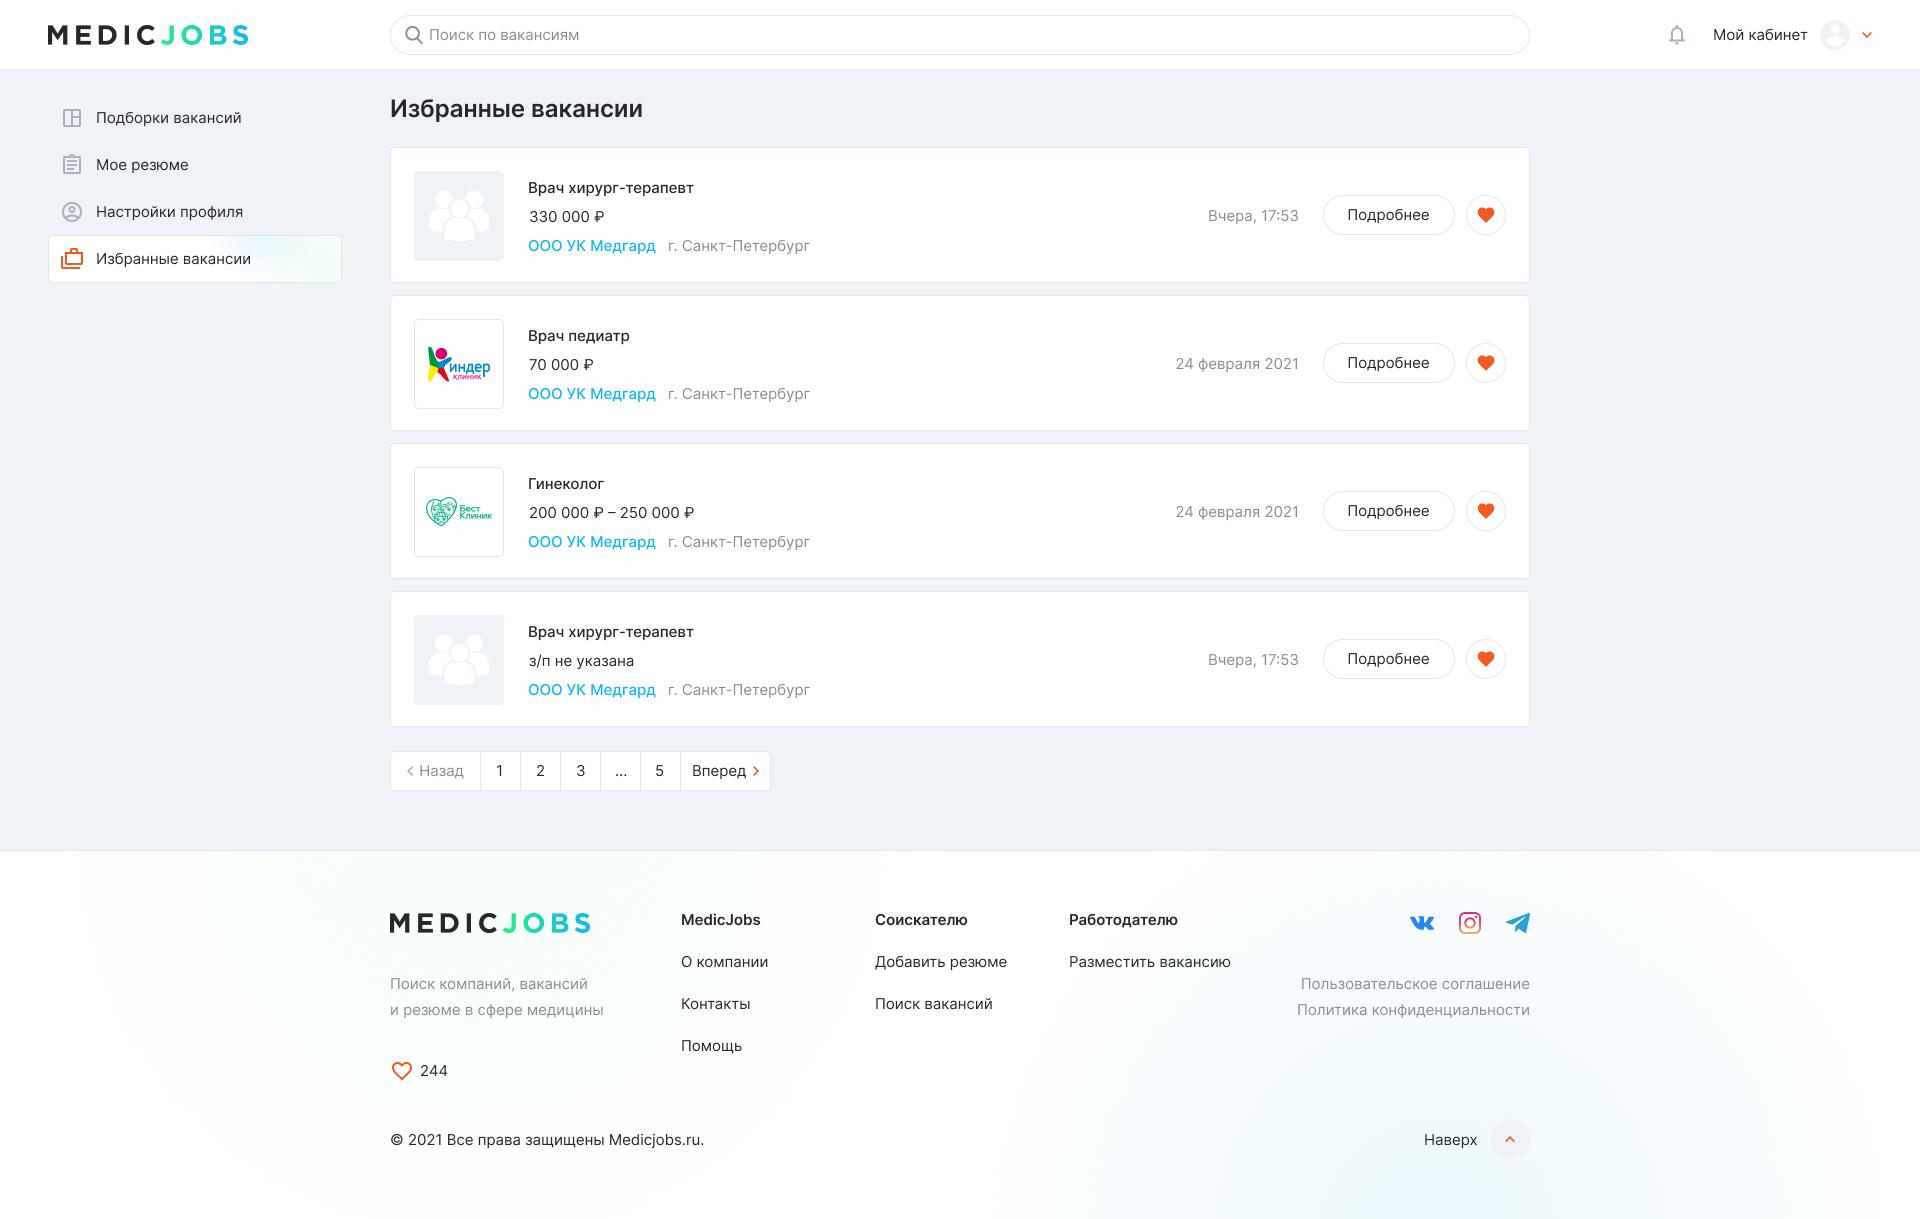 MEDICJOBS
Поиск по вакансиям
Мой кабинет
Подборки вакансий
Мое резюме
Настройки профиля
Избранные вакансии
Избранные вакансии
Врач хирург-терапевт
330 000 ₽
ООО УК Медгард г. Санкт-Петербург
Вчера, 17:53
Подробнее
Киндер
клиник
Врач педиатр
70 000 ₽
ООО УК Медгард г. Санкт-Петербург
24 февраля 2021
Подробнее
Бест
Клиник
Гинеколог
200 000 ₽ – 250 000 ₽
ООО УК Медгард г. Санкт-Петербург
24 февраля 2021
Подробнее
Врач хирург-терапевт
з/п не указана
ООО УК Медгард г. Санкт-Петербург
Вчера, 17:53
Подробнее
Назад 1 2 3 ... 5 Вперед
MEDICJOBS
Поиск компаний, вакансий
и резюме в сфере медицины
244
MedicJobs
О компании
Контакты
Помощь
Соискателю
Добавить резюме
Поиск вакансий
Работодателю
Разместить вакансию
Пользовательское соглашение
Политика конфиденциальности
© 2021 Все права защищены Medicjobs.ru.
Наверх